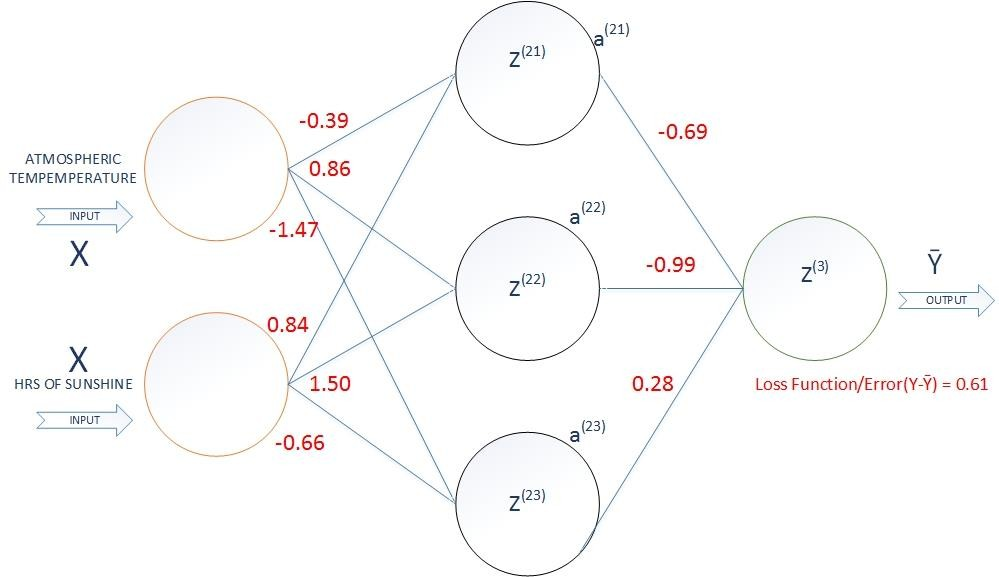 ATMOSPHERIC
TEMPEMPERATURE
INPUT
X
X
HRS OF SUNSHINE
INPUT
-0.39
0.86
-1.47
0.84
1.50
-0.66
Z(21)
a(21)
Z(22)
a(22)
Z(23)
a(23)
-0.69
-0.99
0.28
Z(3)
Ȳ
OUTPUT
Loss Function/Error(Y-Ȳ) = 0.61